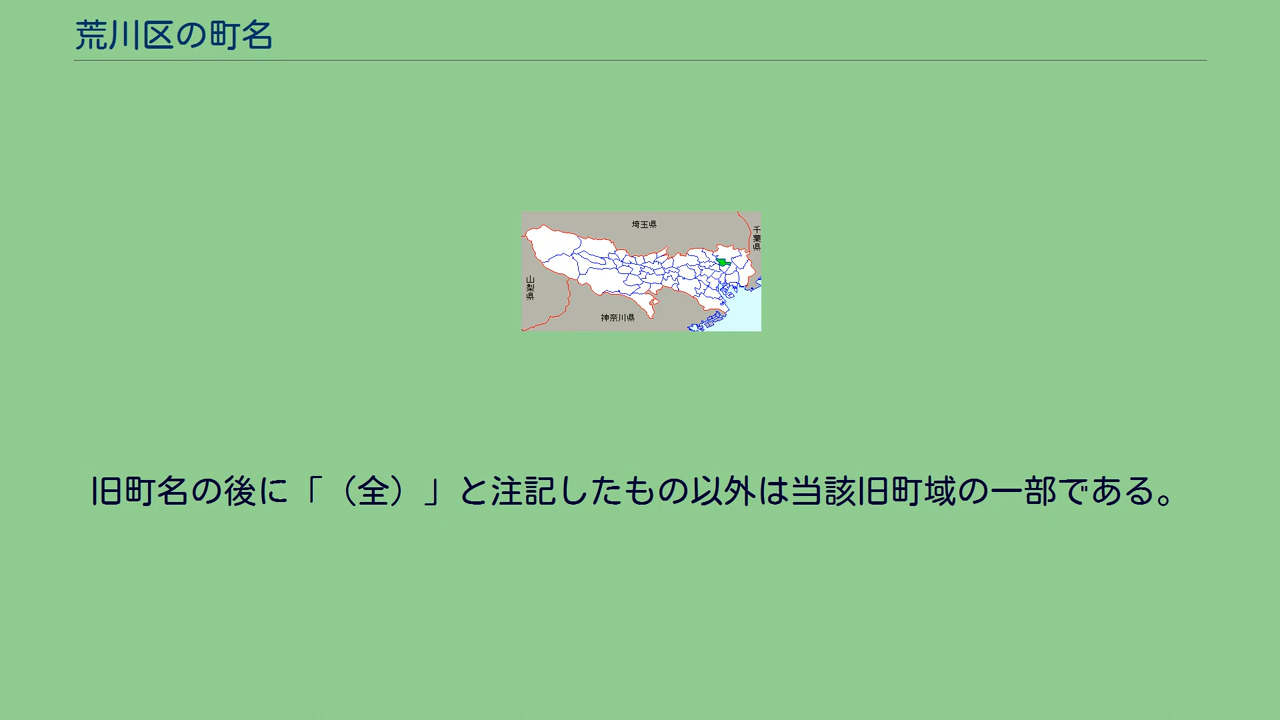 荒川区の町名
埼玉県
千葉県
山梨県
神奈川県
旧町名の後に「（全）」と注記したもの以外は当該旧町域の一部である。